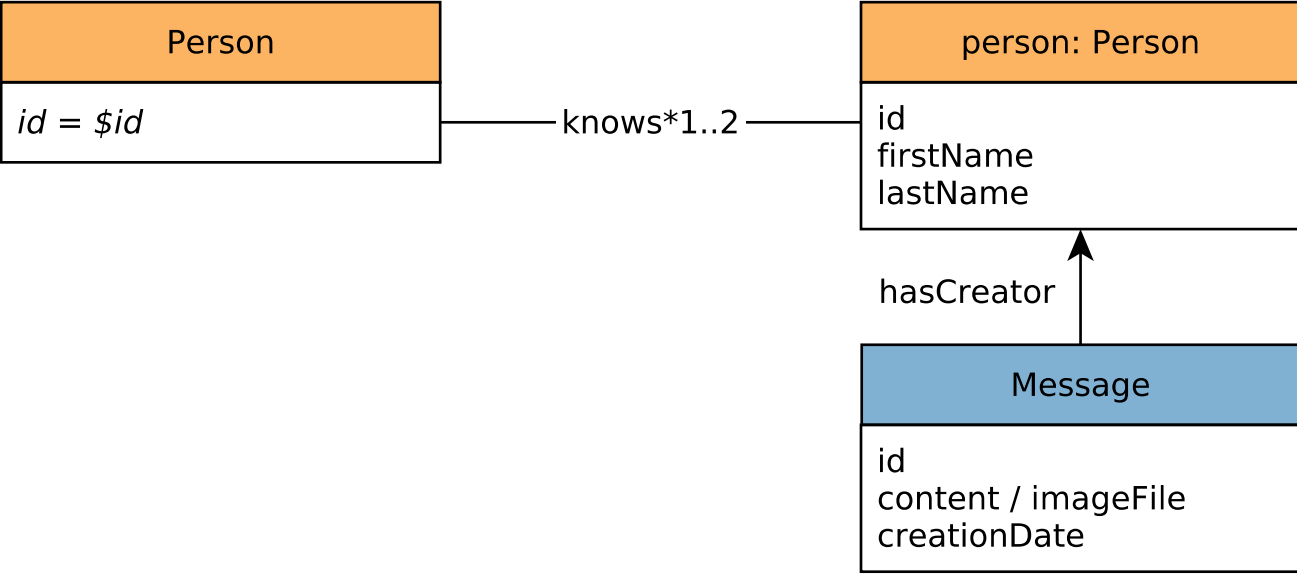 Person
id = $id
knows*1..2
person: Person
id
firstName
lastName
hasCreator
Message
id
content / imageFile
creationDate